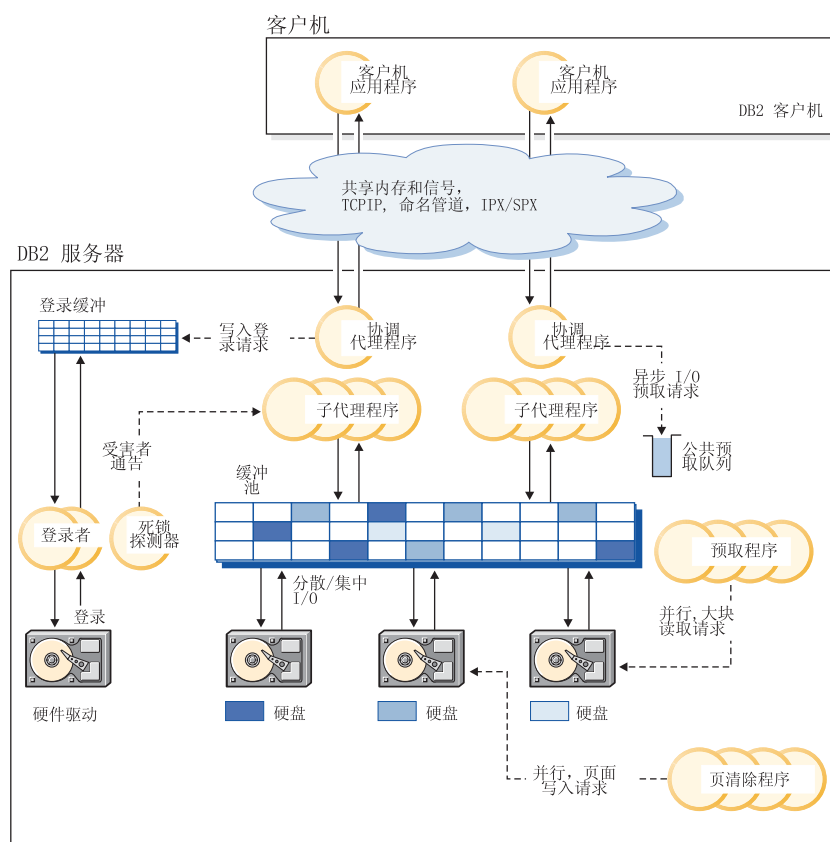 客户机
客户机
应用程序
客户机
应用程序
DB2 客户机
共享内存和信号,
TCPIP, 命名管道, IPX/SPX
DB2 服务器
登录缓冲
写入登
录请求
协调
代理程序
协调
代理程序
异步 I/O
预取请求
子代理程序
子代理程序
受害者
通告
公共预
取队列
缓冲
池
登录者
死锁
探测器
预取程序
分散/集中
I/O
登录
并行,大块
读取请求
硬件驱动
硬盘
硬盘
硬盘
并行, 页面
写入请求
页清除程序